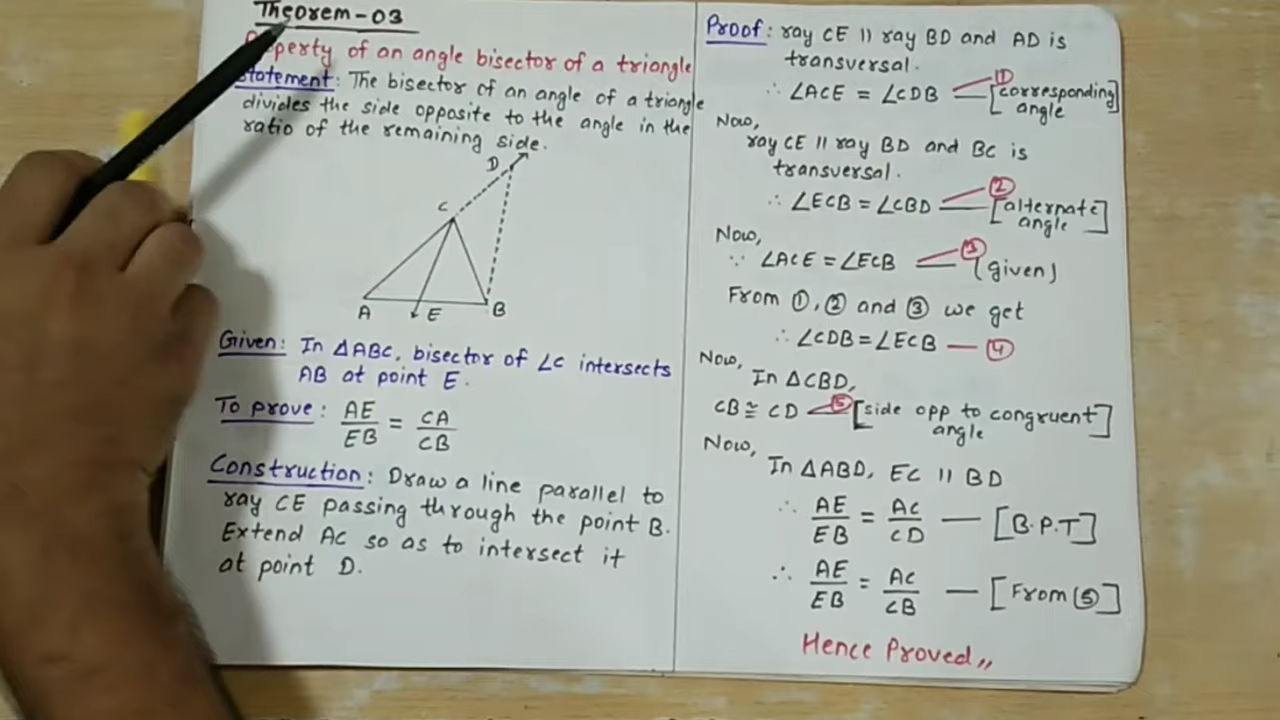 Theorem-03
Property of an angle bisector of a triangle
Statement: The bisector of an angle of a triangle
divides the side opposite to the angle in the
ratio of the remaining side.
D
C
A E B
Given: In ΔABC, bisector of ∠C intersects
AB at point E.
To prove: AE/EB = CA/CB
Construction: Draw a line parallel to
ray CE passing through the point B.
Extend AC so as to intersect it
at point D.
Proof: ray CE || ray BD and AD is
transversal.
∴ ∠ACE = ∠CDB — ① [corresponding
angle]
Now,
ray CE || ray BD and BC is
transversal.
∴ ∠ECB = ∠CBD — ② [alternate
angle]
Now,
∵ ∠ACE = ∠ECB — ③ (given)
From ①, ② and ③ we get
∴ ∠CDB = ∠ECB — ④
Now,
In ΔCBD,
CB ≅ CD — ⑤ [side opp to congruent
angle]
Now,
In ΔABD, EC || BD
∴ AE/EB = AC/CD — [B.P.T]
∴ AE/EB = AC/CB — [From ⑤]
Hence Proved,,